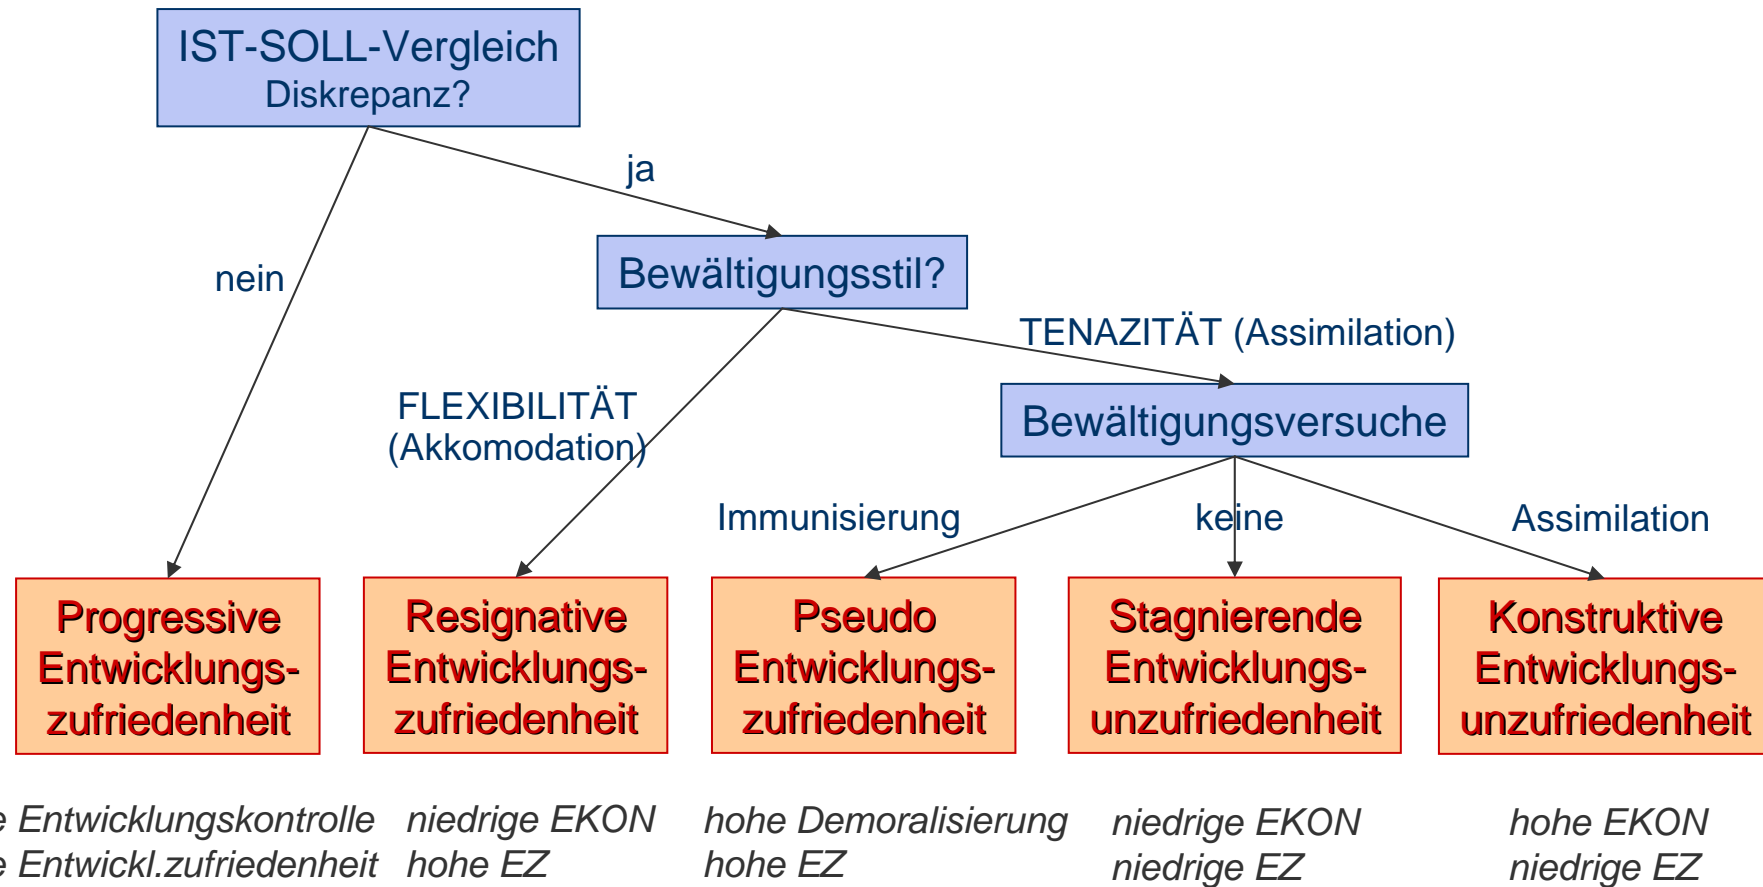 IST-SOLL-Vergleich
Diskrepanz?
ja
nein
Bewältigungsstil?
TENAZITÄT (Assimilation)
FLEXIBILITÄT
(Akkomodation)
Bewältigungsversuche
Immunisierung
keine
Assimilation
Progressive
Entwicklungs-
zufriedenheit
Resignative
Entwicklungs-
zufriedenheit
Pseudo
Entwicklungs-
zufriedenheit
Stagnierende
Entwicklungs-
unzufriedenheit
Konstruktive
Entwicklungs-
unzufriedenheit
e Entwicklungskontrolle
e Entwickl.zufriedenheit
niedrige EKON
hohe EZ
hohe Demoralisierung
hohe EZ
niedrige EKON
niedrige EZ
hohe EKON
niedrige EZ